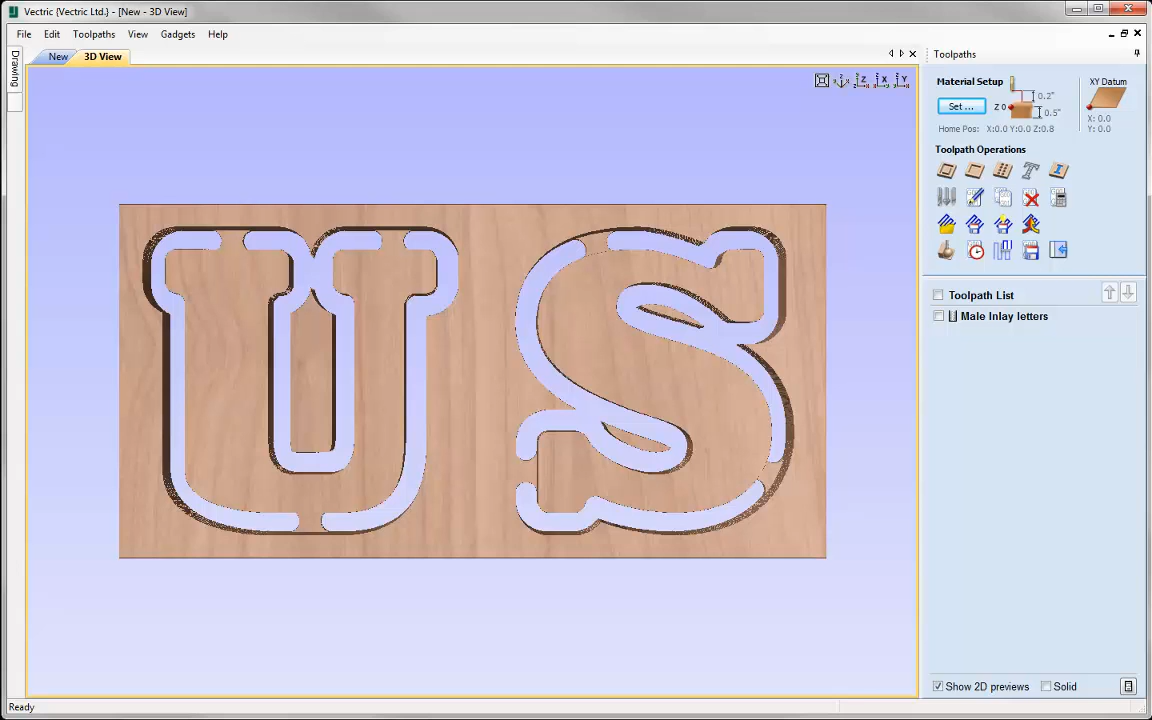 Vectric {Vectric Ltd.} - [New - 3D View]
File Edit Toolpaths View Gadgets Help
Drawing
New 3D View
Z X Y
US
Toolpaths
Material Setup
Set ...
Z 0
0.2"
0.5"
Home Pos: X:0.0 Y:0.0 Z:0.8
XY Datum
X: 0.0
Y: 0.0
Toolpath Operations
Toolpath List
Male Inlay letters
Show 2D previews Solid
Ready